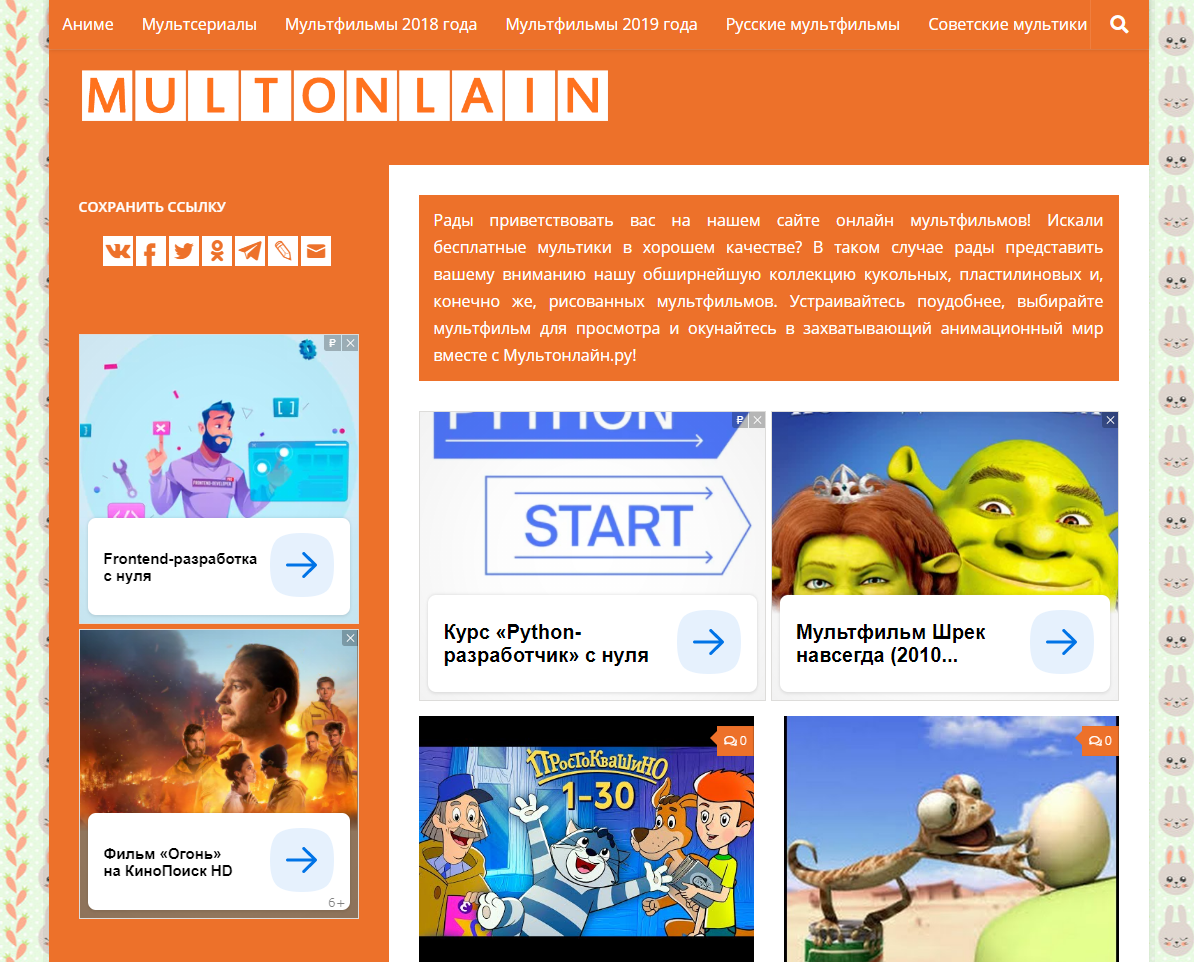 Аниме Мультсериалы Мультфильмы 2018 года Мультфильмы 2019 года Русские мультфильмы Советские мультики
MULTONLAIN
СОХРАНИТЬ ССЫЛКУ
Рады приветствовать вас на нашем сайте онлайн мультфильмов! Искали
бесплатные мультики в хорошем качестве? В таком случае рады представить
вашему вниманию нашу обширнейшую коллекцию кукольных, пластилиновых и,
конечно же, рисованных мультфильмов. Устраивайтесь поудобнее, выбирайте
мультфильм для просмотра и окунайтесь в захватывающий анимационный мир
вместе с Мультонлайн.ру!
FRONTEND-DEVELOPER
Frontend-разработка
с нуля
Фильм «Огонь»
на КиноПоиск HD
6+
PYTHON
START
Курс «Python-
разработчик» с нуля
Мультфильм Шрек
навсегда (2010...
0
ПРОСТОКВАШИНО
1-30
0